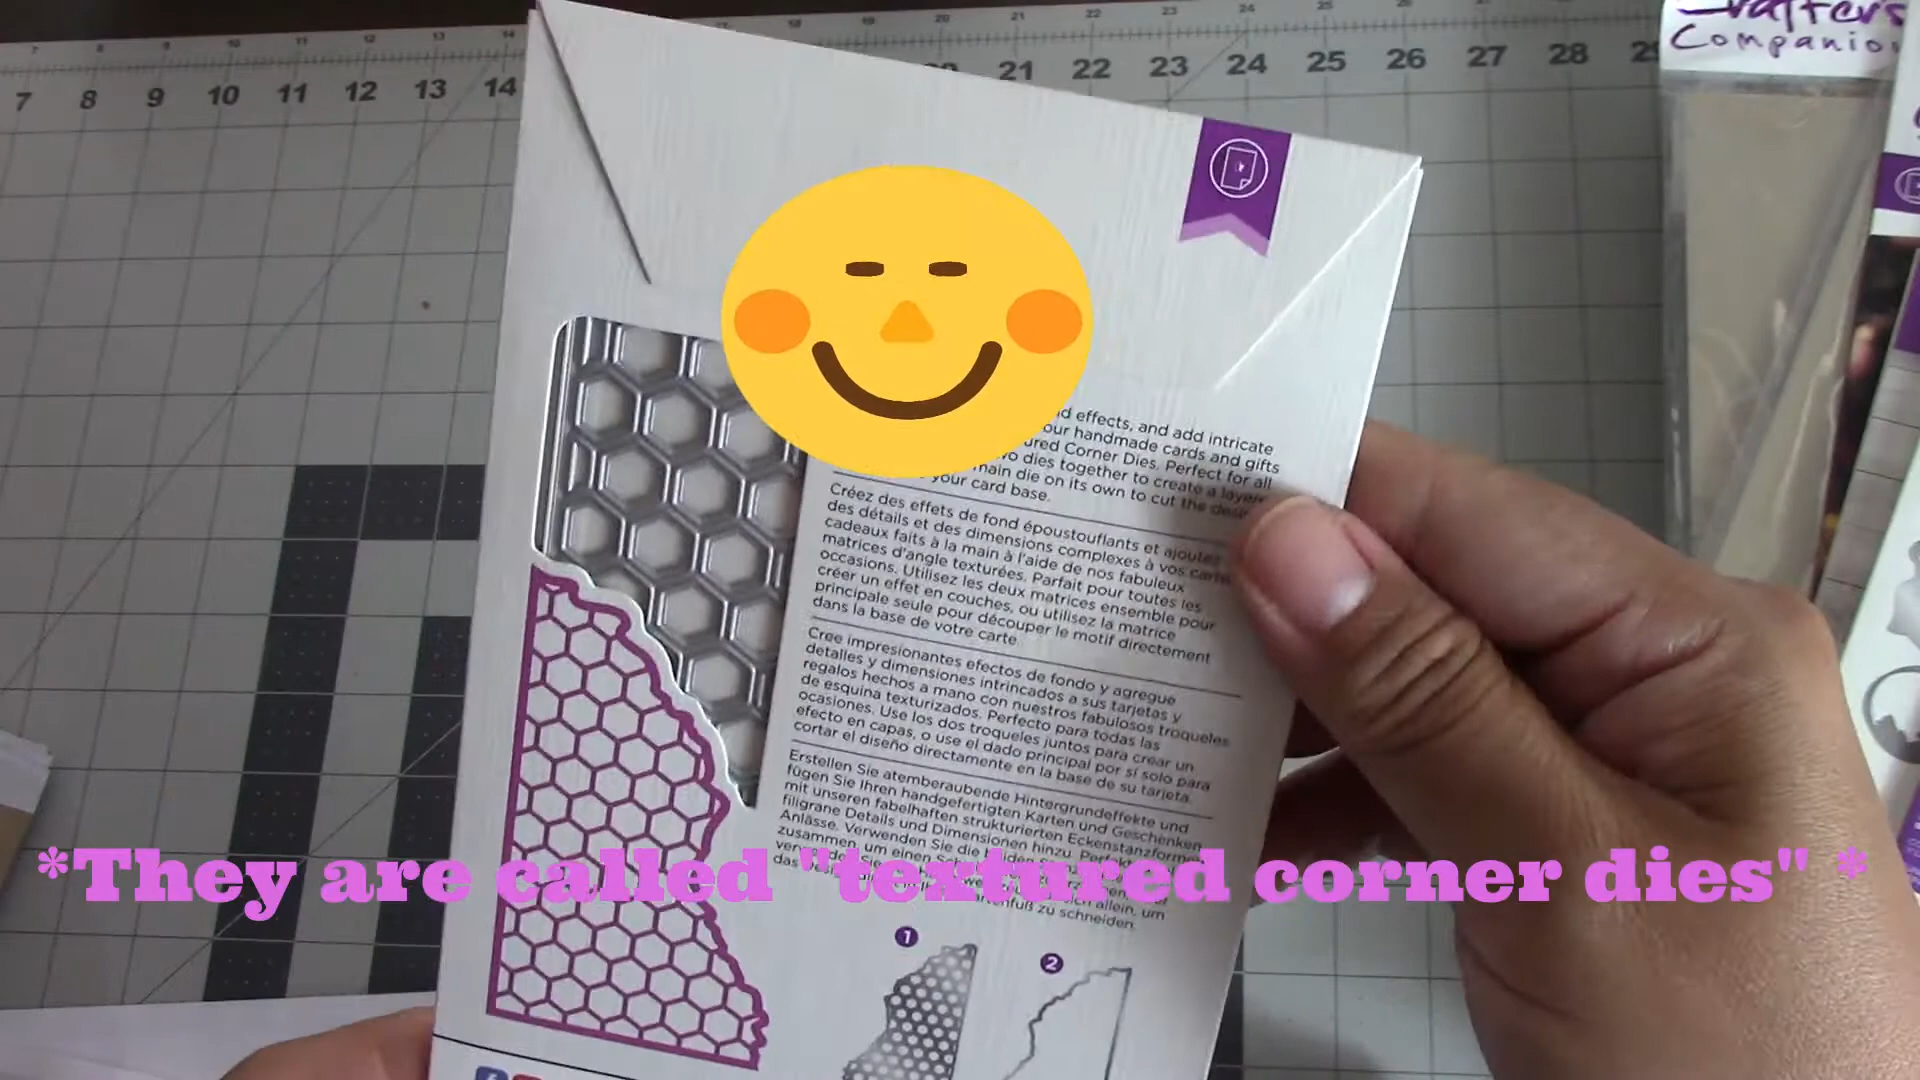 7 8 9 10 11 12 13 14 21 22 23 24 25 26 27 28
Companio
d effects, and add intricate
our handmade cards and gifts
ured Corner Dies. Perfect for all
dies together to create a
main die on its own to cut the
your card base.
Créez des effets de fond époustouflants et ajoutez
des détails et des dimensions complexes à vos
cadeaux faits à la main à l'aide de nos fabuleux
matrices d'angle texturées. Parfait pour toutes les
occasions. Utilisez les deux matrices ensemble pour
créer un effet en couches, ou utilisez la matrice
principale seule pour découper le motif directement
dans la base de votre carte.
Cree impresionantes efectos de fondo y agregue
detalles y dimensiones intrincados a sus tarjetas y
regalos hechos a mano con nuestros fabulosos troqueles
de esquina texturizados. Perfecto para todas las
ocasiones. Use los dos troqueles juntos para crear un
efecto en capas, o use el dado principal por sí solo para
cortar el diseño directamente en la base de su tarjeta.
Erstellen Sie atemberaubende Hintergrundeffekte und
fügen Sie Ihren handgefertigten Karten und Geschenken
mit unseren fabelhaften strukturierten Eckenstanzformen
filigrane Details und Dimensionen hinzu.
Anlässe. Verwenden Sie die
zusammen, um einen
allein, um
zu schneiden.
*They are called "textured corner dies" *
1 2